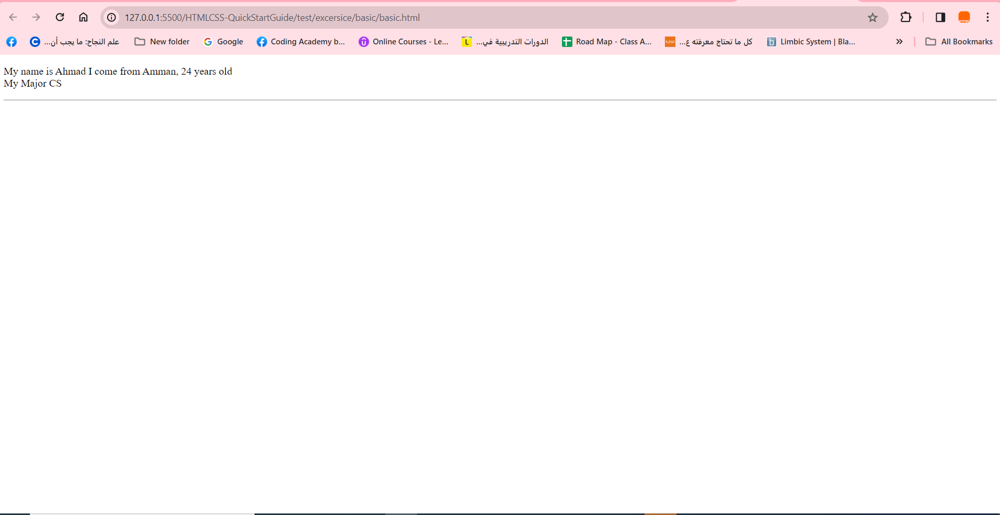 127.0.0.1:5500/HTMLCSS-QuickStartGuide/test/excersice/basic/basic.html
علم النجاح: ما يجب أن...
New folder
Google
Coding Academy b...
Online Courses - Le...
الدورات التدريبية في...
Road Map - Class A...
كل ما تحتاج معرفته ع...
Limbic System | Bla...
All Bookmarks
My name is Ahmad I come from Amman, 24 years old
My Major CS